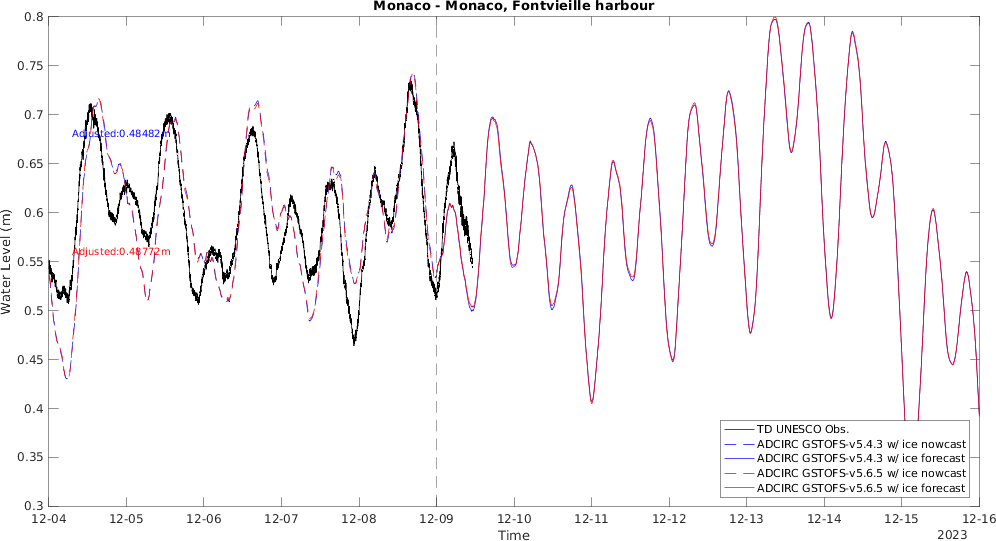 Monaco - Monaco, Fontvieille harbour
0.8
0.75
0.7
0.65
0.6
0.55
0.5
0.45
0.4
0.35
0.3
Water Level (m)
Adjusted:0.48482m
Adjusted:0.48772m
TD UNESCO Obs.
ADCIRC GSTOFS-v5.4.3 w/ ice nowcast
ADCIRC GSTOFS-v5.4.3 w/ ice forecast
ADCIRC GSTOFS-v5.6.5 w/ ice nowcast
ADCIRC GSTOFS-v5.6.5 w/ ice forecast
12-04 12-05 12-06 12-07 12-08 12-09 12-10 12-11 12-12 12-13 12-14 12-15 12-16
Time
2023